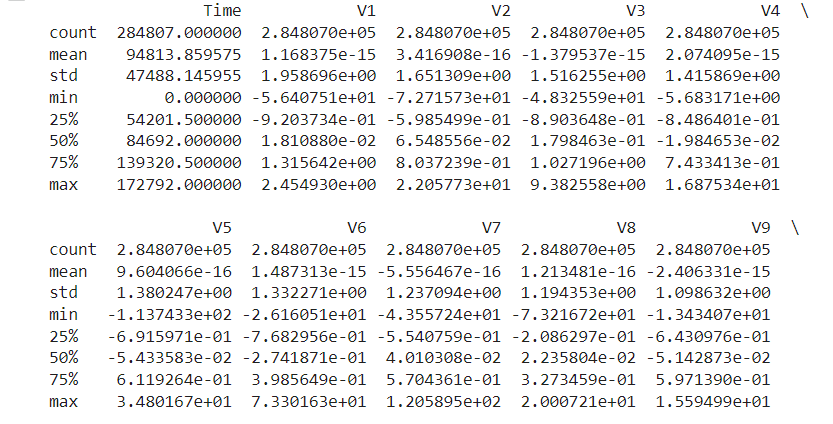 Time V1 V2 V3 V4 \
count 284807.000000 2.848070e+05 2.848070e+05 2.848070e+05 2.848070e+05
mean 94813.859575 1.168375e-15 3.416908e-16 -1.379537e-15 2.074095e-15
std 47488.145955 1.958696e+00 1.651309e+00 1.516255e+00 1.415869e+00
min 0.000000 -5.640751e+01 -7.271573e+01 -4.832559e+01 -5.683171e+00
25% 54201.500000 -9.203734e-01 -5.985499e-01 -8.903648e-01 -8.486401e-01
50% 84692.000000 1.810880e-02 6.548556e-02 1.798463e-01 -1.984653e-02
75% 139320.500000 1.315642e+00 8.037239e-01 1.027196e+00 7.433413e-01
max 172792.000000 2.454930e+00 2.205773e+01 9.382558e+00 1.687534e+01
V5 V6 V7 V8 V9 \
count 2.848070e+05 2.848070e+05 2.848070e+05 2.848070e+05 2.848070e+05
mean 9.604066e-16 1.487313e-15 -5.556467e-16 1.213481e-16 -2.406331e-15
std 1.380247e+00 1.332271e+00 1.237094e+00 1.194353e+00 1.098632e+00
min -1.137433e+02 -2.616051e+01 -4.355724e+01 -7.321672e+01 -1.343407e+01
25% -6.915971e-01 -7.682956e-01 -5.540759e-01 -2.086297e-01 -6.430976e-01
50% -5.433583e-02 -2.741871e-01 4.010308e-02 2.235804e-02 -5.142873e-02
75% 6.119264e-01 3.985649e-01 5.704361e-01 3.273459e-01 5.971390e-01
max 3.480167e+01 7.330163e+01 1.205895e+02 2.000721e+01 1.559499e+01